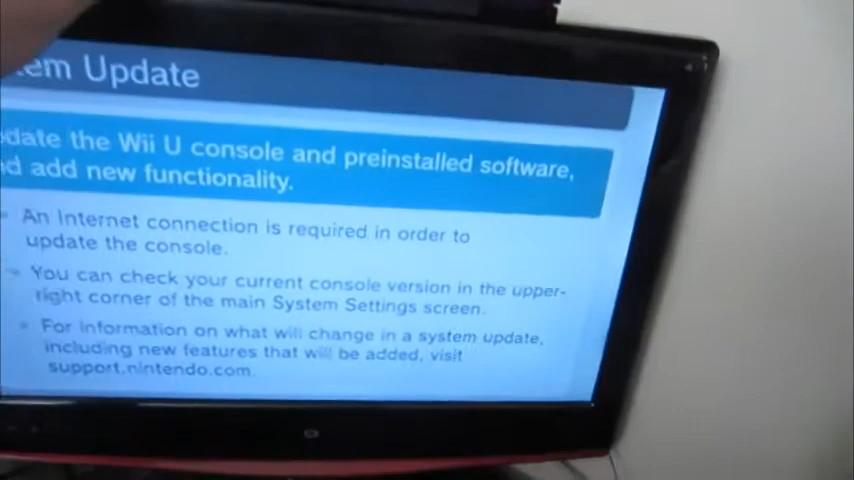 em Update
date the Wii U console and preinstalled software,
d add new functionality.
An Internet connection is required in order to
update the console.
You can check your current console version in the upper-
right corner of the main System Settings screen.
For information on what will change in a system update,
including new features that will be added, visit
support.nintendo.com.